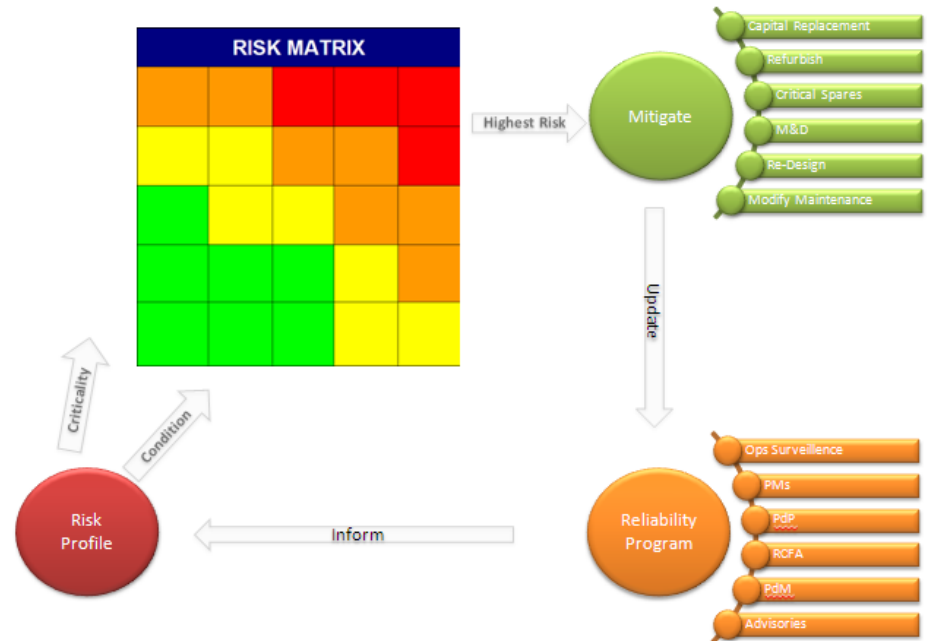 RISK MATRIX
Highest Risk
Mitigate
Capital Replacement
Refurbish
Critical Spares
M&D
Re-Design
Modify Maintenance
Update
Criticality
Condition
Risk
Profile
Inform
Reliability
Program
Ops Surveillence
PMs
PdP
RCFA
PdM
Advisories